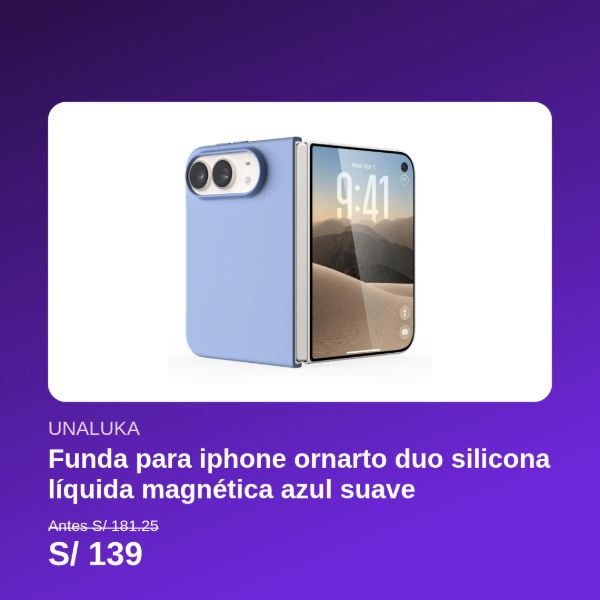 Wed Apr 1
9:41
UNALUKA
Funda para iphone ornarto duo silicona
líquida magnética azul suave
Antes S/ 181.25
S/ 139